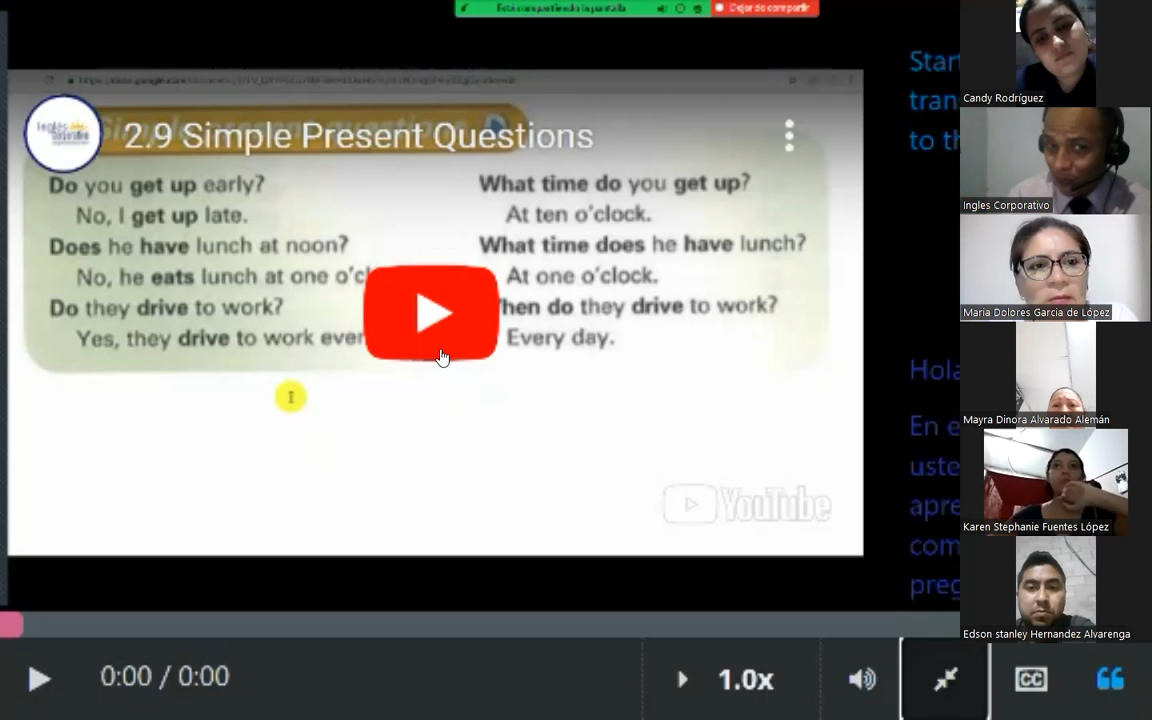 Está compartiendo la pantalla
Dejar de compartir
Inglés
2.9 Simple Present Questions
Do you get up early?
No, I get up late.
Does he have lunch at noon?
No, he eats lunch at one o'cl
Do they drive to work?
Yes, they drive to work ever
What time do you get up?
At ten o'clock.
What time does he have lunch?
At one o'clock.
hen do they drive to work?
Every day.
YouTube
Star
tran
to th
Hola
En e
uste
apre
com
preg
0:00 / 0:00
1.0x
CC
Candy Rodríguez
Ingles Corporativo
Maria Dolores Garcia de López
Mayra Dinora Alvarado Alemán
Karen Stephanie Fuentes López
Edson stanley Hernandez Alvarenga